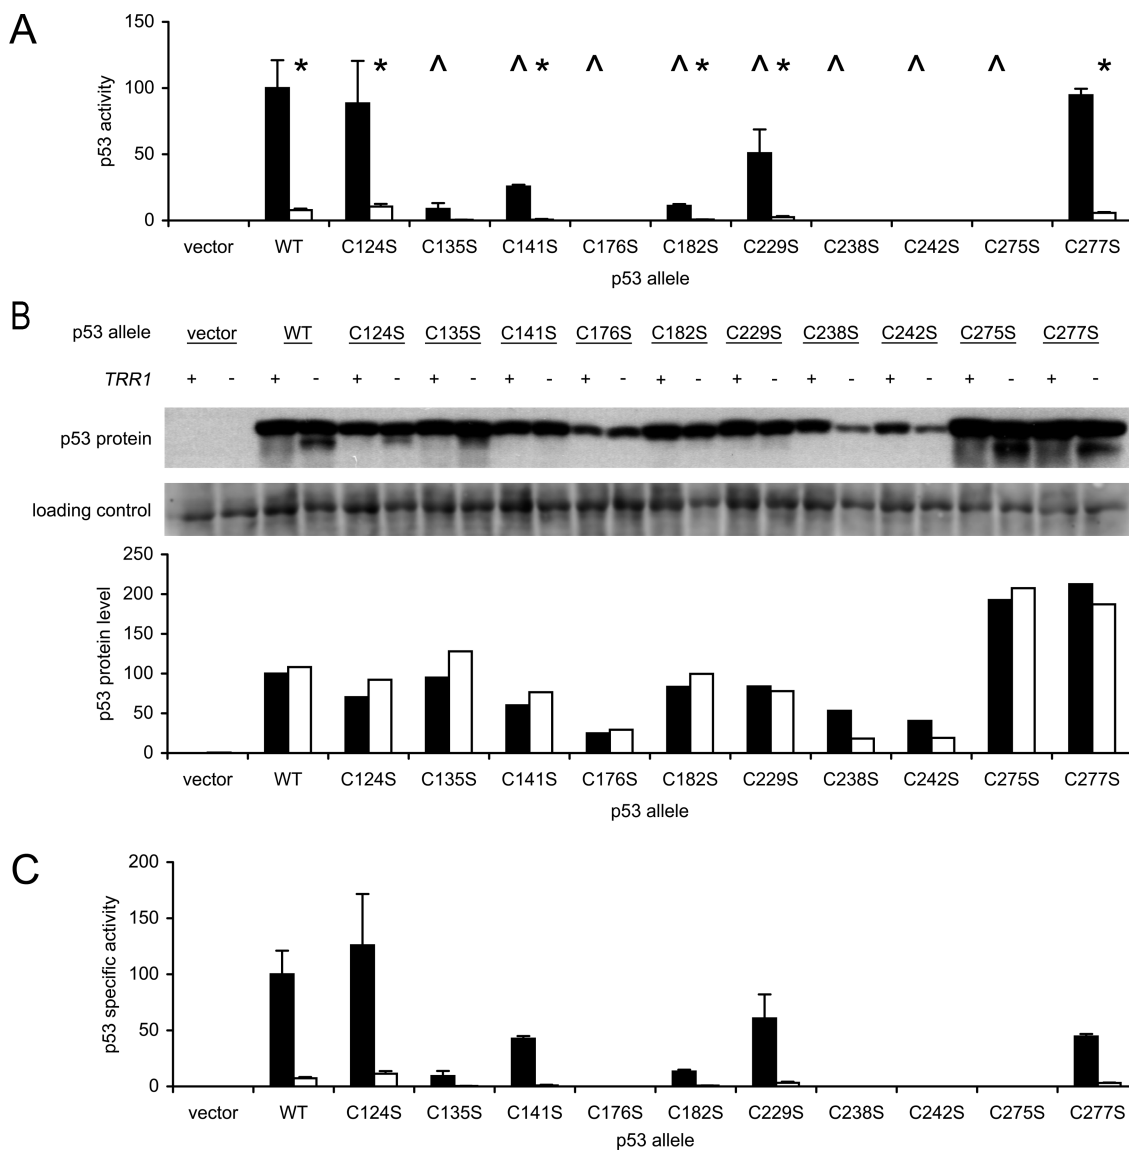 A
150
100
50
0
p53 activity
* * ^ ^ * ^ ^ * ^ * ^ ^ ^ *
vector WT C124S C135S C141S C176S C182S C229S C238S C242S C275S C277S
p53 allele
B
p53 allele vector WT C124S C135S C141S C176S C182S C229S C238S C242S C275S C277S
TRR1 + - + - + - + - + - + - + - + - + - + - + - + -
p53 protein
loading control
250
200
150
100
50
0
p53 protein level
vector WT C124S C135S C141S C176S C182S C229S C238S C242S C275S C277S
p53 allele
C
200
150
100
50
0
p53 specific activity
vector WT C124S C135S C141S C176S C182S C229S C238S C242S C275S C277S
p53 allele